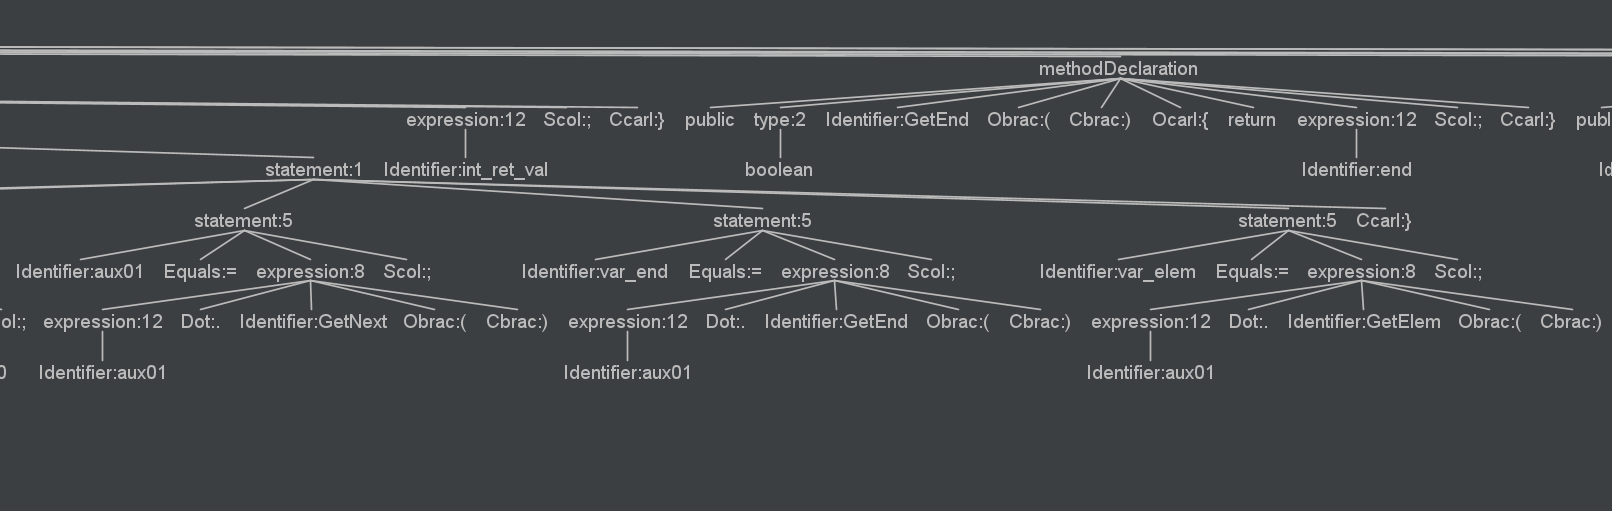 methodDeclaration
expression:12 Scol:; Ccarl:} public type:2 Identifier:GetEnd Obrac:( Cbrac:) Ocarl:{ return expression:12 Scol:; Ccarl:} publ
statement:1 Identifier:int_ret_val boolean Identifier:end Id
statement:5 statement:5 statement:5 Ccarl:}
Identifier:aux01 Equals:= expression:8 Scol:; Identifier:var_end Equals:= expression:8 Scol:; Identifier:var_elem Equals:= expression:8 Scol:;
ol:; expression:12 Dot:. Identifier:GetNext Obrac:( Cbrac:) expression:12 Dot:. Identifier:GetEnd Obrac:( Cbrac:) expression:12 Dot:. Identifier:GetElem Obrac:( Cbrac:)
0 Identifier:aux01 Identifier:aux01 Identifier:aux01